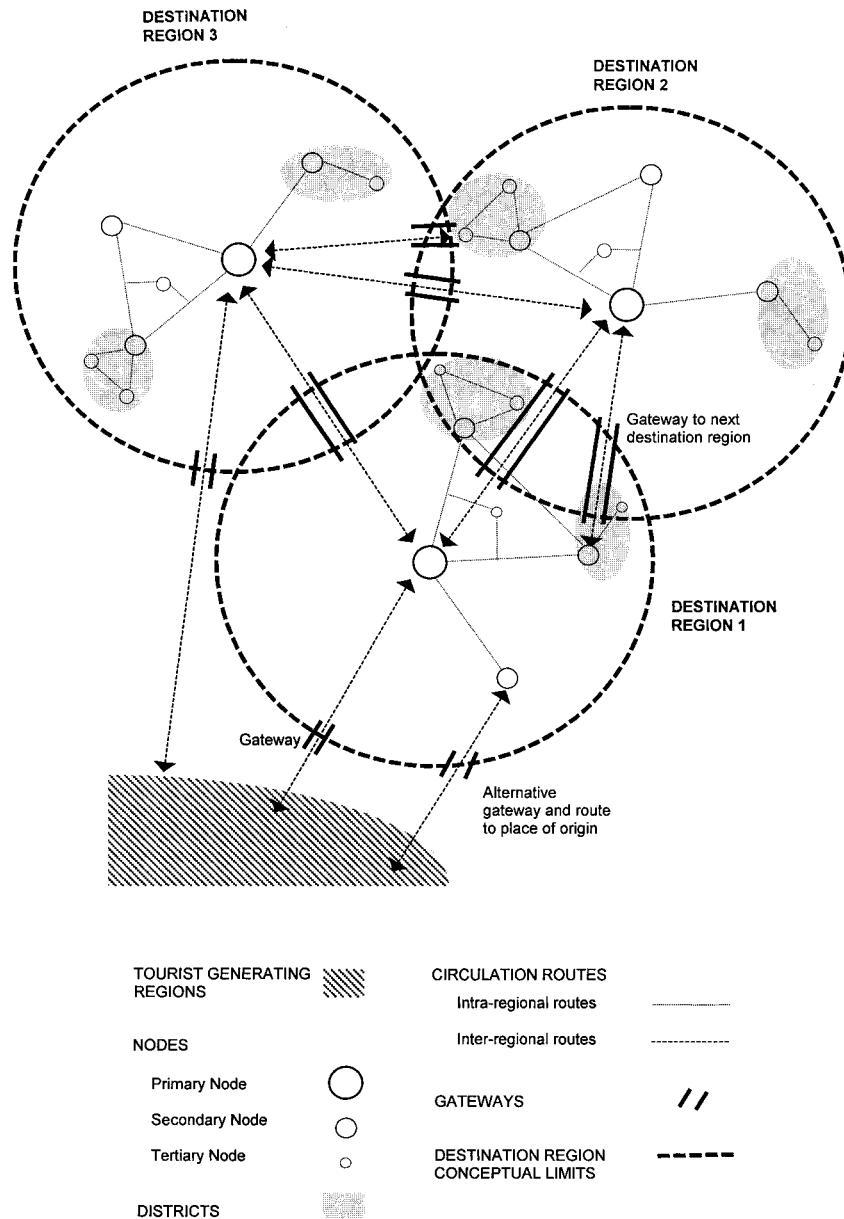 DESTINATION
REGION 3
DESTINATION
REGION 2
Gateway to next
destination region
DESTINATION
REGION 1
Gateway
Alternative
gateway and route
to place of origin
TOURIST GENERATING
REGIONS
NODES
Primary Node
Secondary Node
Tertiary Node
DISTRICTS
CIRCULATION ROUTES
Intra-regional routes
Inter-regional routes
GATEWAYS
DESTINATION REGION
CONCEPTUAL LIMITS